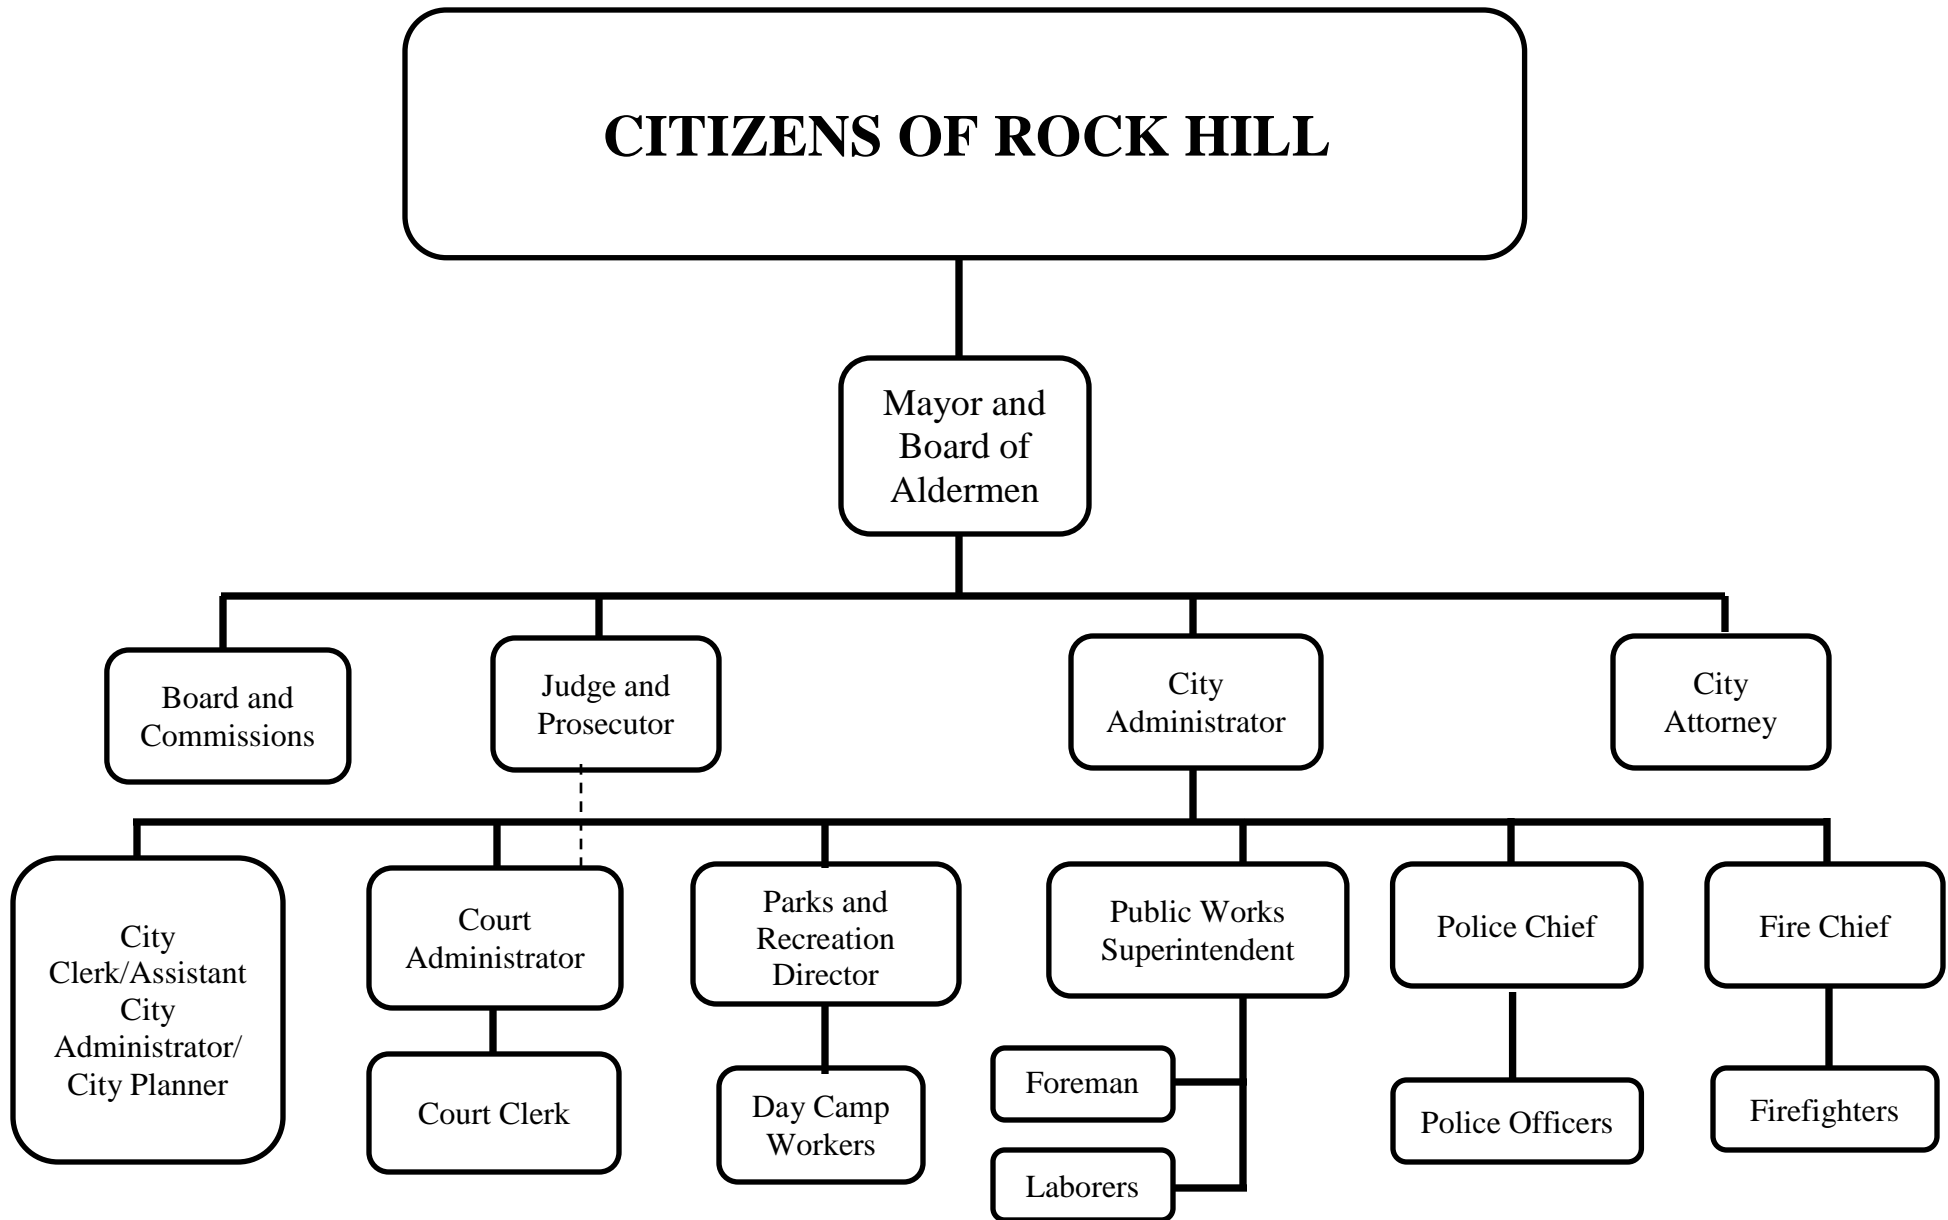 CITIZENS OF ROCK HILL
Mayor and
Board of
Aldermen
Board and
Commissions
Judge and
Prosecutor
City
Administrator
City
Attorney
City
Clerk/Assistant
City
Administrator/
City Planner
Court
Administrator
Parks and
Recreation
Director
Public Works
Superintendent
Police Chief
Fire Chief
Court Clerk
Day Camp
Workers
Foreman
Laborers
Police Officers
Firefighters